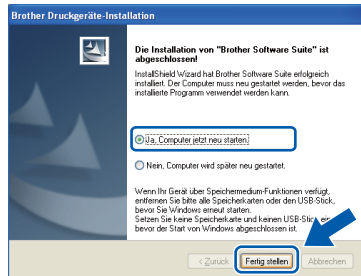 Brother Druckgeräte-Installation
Die Installation von "Brother Software Suite" ist
abgeschlossen!
InstallShield Wizard hat Brother Software Suite erfolgreich
installiert. Der Computer muss neu gestartet werden, bevor das
installierte Programm verwendet werden kann.
Ja, Computer jetzt neu starten.
Nein, Computer wird später neu gestartet.
Wenn Ihr Gerät über Speichermedium-Funktionen verfügt,
entfernen Sie bitte alle Speicherkarten oder den USB-Stick,
bevor Sie Windows erneut starten.
Setzen Sie keine Speicherkarte und keinen USB-Stick ein,
bevor der Start von Windows abgeschlossen ist.
< Zurück
Fertig stellen
Abbrechen